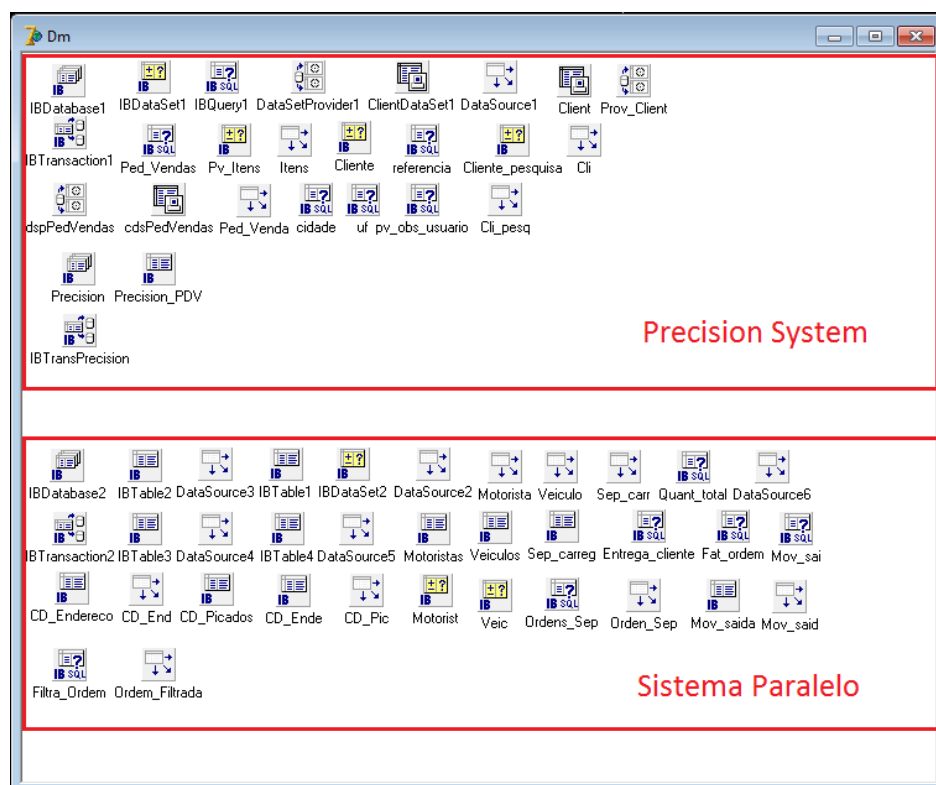 Dm
IBDatabase1 IBDataSet1 IBQuery1 DataSetProvider1 ClientDataSet1 DataSource1 Client Prov_Client
IBTransaction1 Ped_Vendas Pv_Itens Itens Cliente referencia Cliente_pesquisa Cli
dspPedVendas cdsPedVendas Ped_Venda cidade uf pv_obs_usuario Cli_pesq
Precision Precision_PDV
IBTransPrecision
Precision System
IBDatabase2 IBTable2 DataSource3 IBTable1 IBDataSet2 DataSource2 Motorista Veiculo Sep_carr Quant_total DataSource6
IBTransaction2 IBTable3 DataSource4 IBTable4 DataSource5 Motoristas Veiculos Sep_carreg Entrega_cliente Fat_ordem Mov_sai
CD_Endereco CD_End CD_Picados CD_Ende CD_Pic Motorist Veic Ordens_Sep Orden_Sep Mov_saida Mov_said
Filtra_Ordem Ordem_Filtrada
Sistema Paralelo